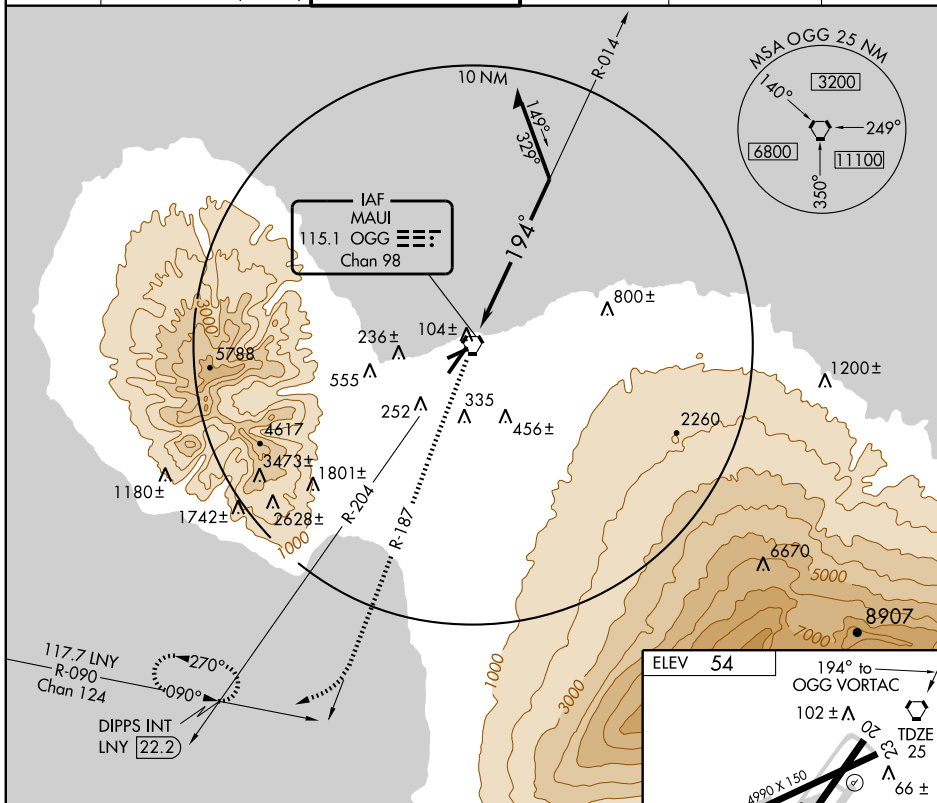 MSA OGG 25 NM
140°
3200
249°
6800
11100
350°
R-014
10 NM
149°
329°
194°
IAF
MAUI
115.1 OGG
Chan 98
3000
5788
4617
3473±
1801±
1180±
1742±
2628±
1000
236±
104±
555
252
335
456±
800±
1200±
2260
R-204
R-187
6670
5000
8907
7000
1000
3000
117.7 LNY
R-090
Chan 124
270°
090°
DIPPS INT
LNY 22.2
ELEV 54
194° to
OGG VORTAC
102 ±
TDZE
25
20
23
4990 X 150
P
66 ±